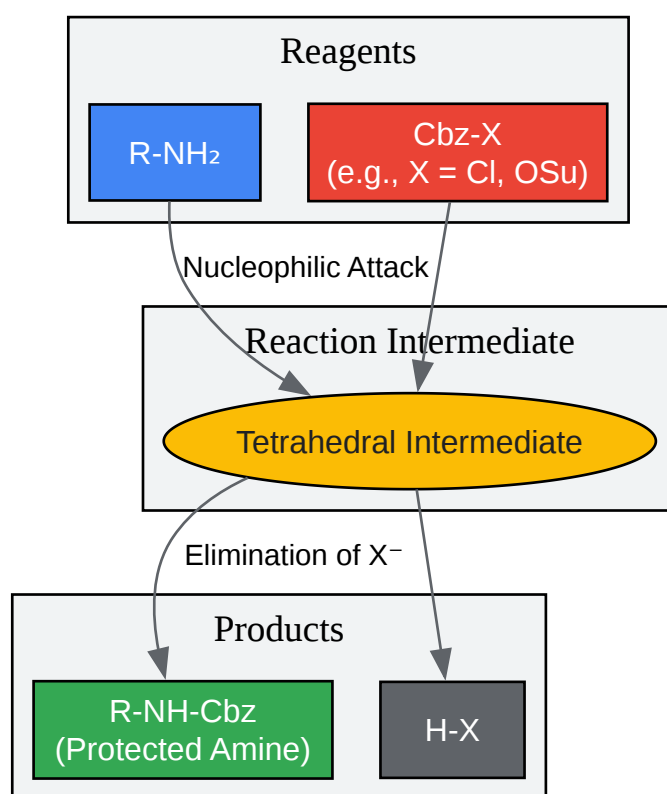 Reagents
R-NH₂
Cbz-X
(e.g., X = Cl, OSu)
Nucleophilic Attack
Reaction Intermediate
Tetrahedral Intermediate
Elimination of X⁻
Products
R-NH-Cbz
(Protected Amine)
H-X